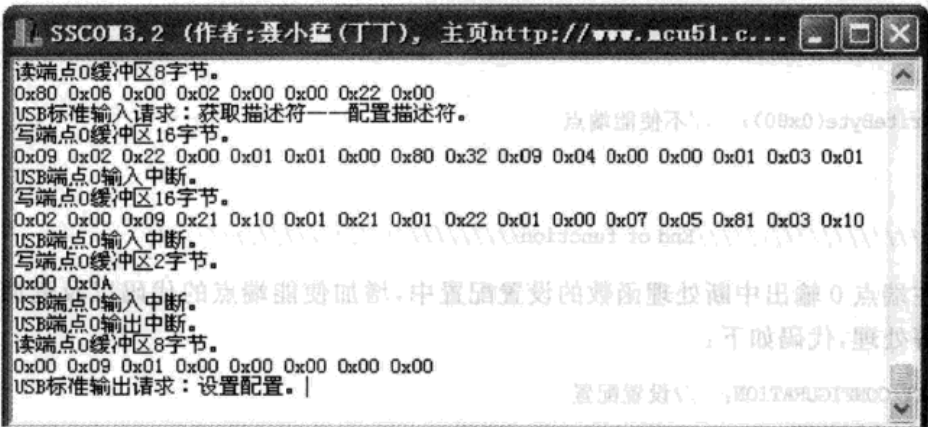 SSCOM3.2 (作者:聂小猛(丁丁), 主页http://www.mcu51.c...
读端点0缓冲区8字节。
0x80 0x06 0x00 0x02 0x00 0x00 0x22 0x00
USB标准输入请求：获取描述符——配置描述符。
写端点0缓冲区16字节。
0x09 0x02 0x22 0x00 0x01 0x01 0x00 0x80 0x32 0x09 0x04 0x00 0x00 0x01 0x03 0x01
USB端点0输入中断。
写端点0缓冲区16字节。
0x02 0x00 0x09 0x21 0x10 0x01 0x21 0x01 0x22 0x01 0x00 0x07 0x05 0x81 0x03 0x10
USB端点0输入中断。
写端点0缓冲区2字节。
0x00 0x0A
USB端点0输入中断。
USB端点0输出中断。
读端点0缓冲区8字节。
0x00 0x09 0x01 0x00 0x00 0x00 0x00 0x00
USB标准输出请求：设置配置。